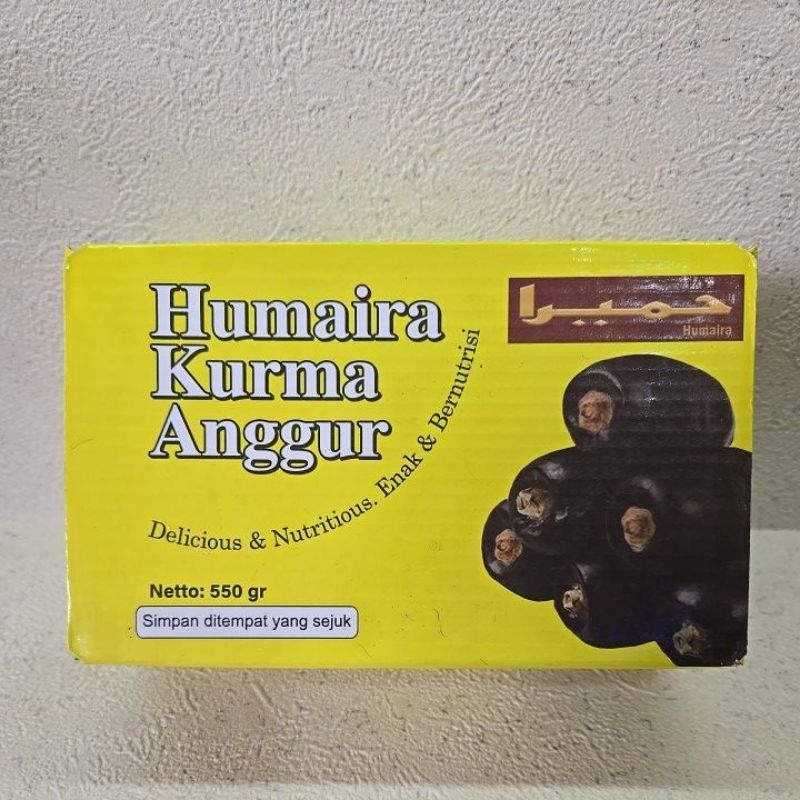 Humaira
Kurma
Anggur
حميرا
Humaira
Delicious & Nutritious. Enak & Bernutrisi
Netto: 550 gr
Simpan ditempat yang sejuk